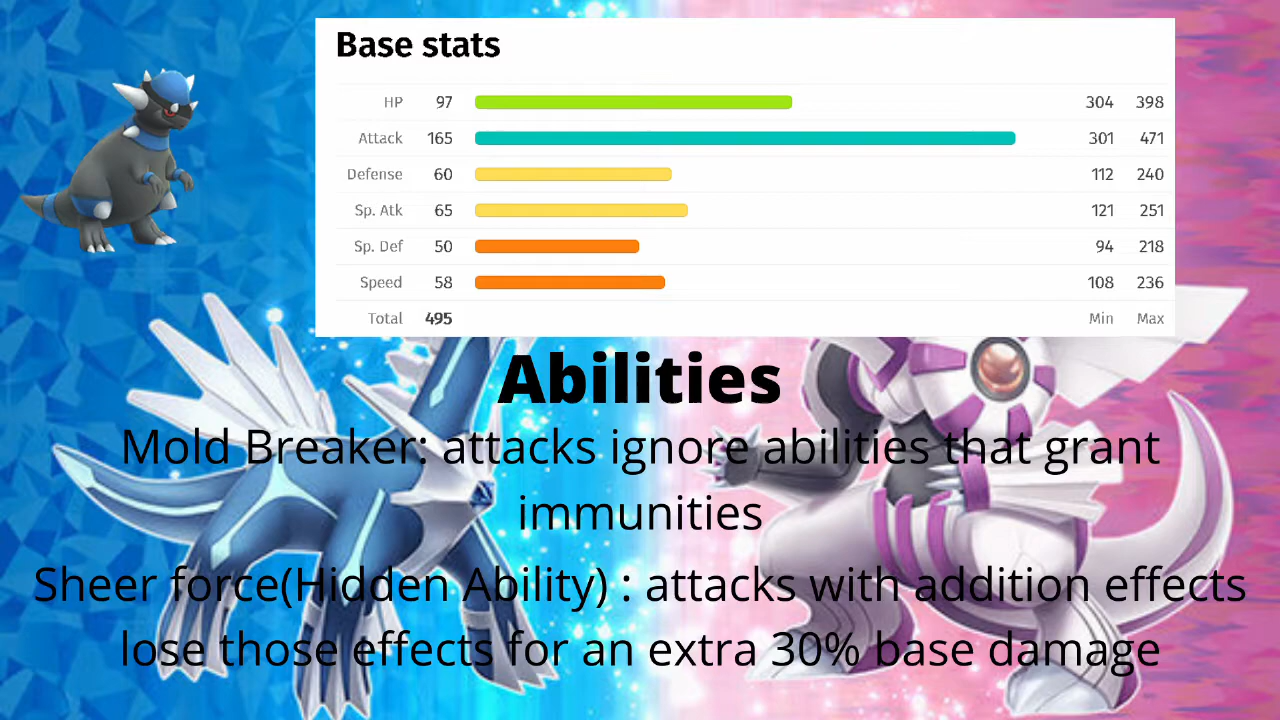 Base stats
HP 97 304 398
Attack 165 301 471
Defense 60 112 240
Sp. Atk 65 121 251
Sp. Def 50 94 218
Speed 58 108 236
Total 495 Min Max
Abilities
Mold Breaker: attacks ignore abilities that grant
immunities
Sheer force(Hidden Ability) : attacks with addition effects
lose those effects for an extra 30% base damage